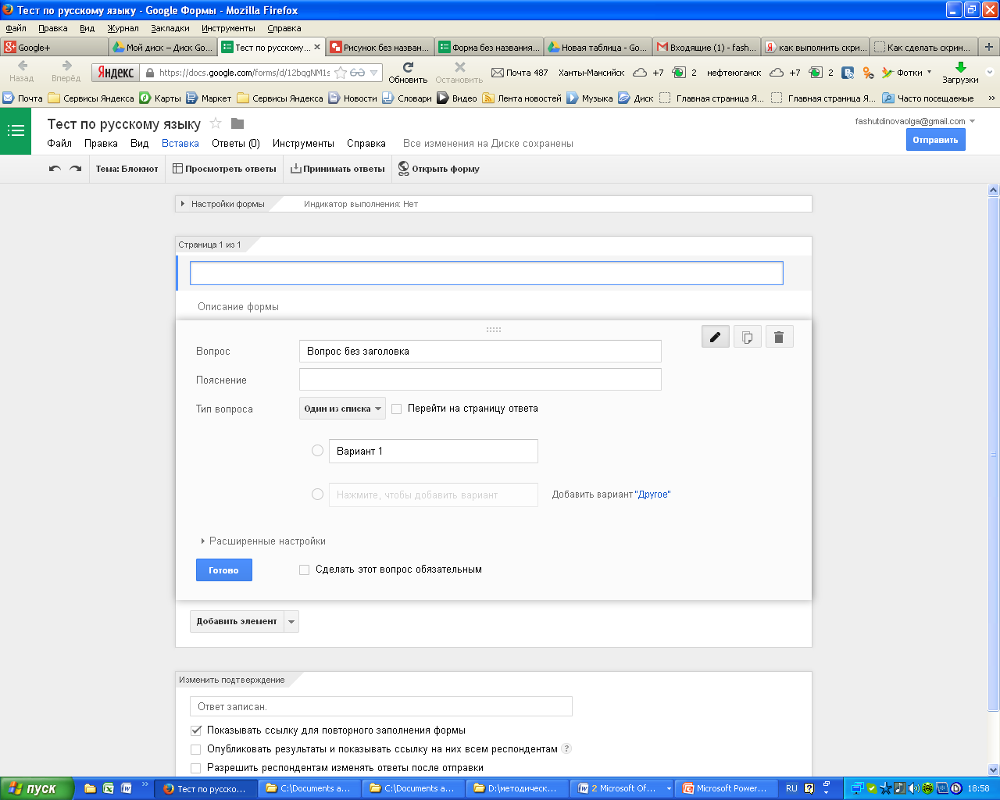 Тест по русскому языку - Google Формы - Mozilla Firefox
Файл Правка Вид Журнал Закладки Инструменты Справка
Google+ Мой диск – Диск Go... Тест по русскому... Рисунок без назван... Форма без названия... Новая таблица - Go... Входящие (1) - fash... как выполнить скри... Как сделать скрин...
Назад Вперёд Яндекс https://docs.google.com/forms/d/12bqgNM1s Обновить Остановить Почта 487 Ханты-Мансийск +7 2 нефтеюганск +7 2 Фотки Загрузки
Почта Сервисы Яндекса Карты Маркет Сервисы Яндекса Новости Словари Видео Лента новостей Музыка Диск Главная страница Я... Главная страница Я... Часто посещаемые »
Тест по русскому языку fashutdinovaolga@gmail.com
Файл Правка Вид Вставка Ответы (0) Инструменты Справка Все изменения на Диске сохранены Отправить
Тема: Блокнот Просмотреть ответы Принимать ответы Открыть форму
Настройки формы Индикатор выполнения: Нет
Страница 1 из 1
Описание формы
Вопрос Вопрос без заголовка
Пояснение
Тип вопроса Один из списка Перейти на страницу ответа
Вариант 1
Нажмите, чтобы добавить вариант Добавить вариант "Другое"
Расширенные настройки
Готово Сделать этот вопрос обязательным
Добавить элемент
Изменить подтверждение
Ответ записан.
Показывать ссылку для повторного заполнения формы
Опубликовать результаты и показывать ссылку на них всем респондентам ?
Разрешить респондентам изменять ответы после отправки
пуск » Тест по русско... C:\Documents a... C:\Documents a... D:\методическ... 2 Microsoft Of... Microsoft Power... RU 18:58